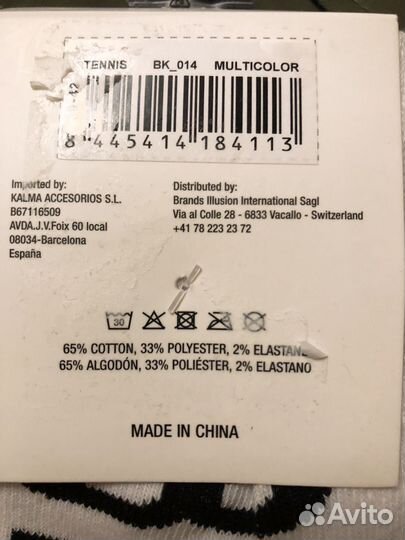 TENNIS BK_014 MULTICOLOR
42
8 445414 184113
Imported by:
KALMA ACCESORIOS S.L.
B67116509
AVDA.J.V.Foix 60 local
08034-Barcelona
España
Distributed by:
Brands Illusion International Sagl
Via al Colle 28 - 6833 Vacallo - Switzerland
+41 78 223 23 72
30
65% COTTON, 33% POLYESTER, 2% ELASTANE
65% ALGODÓN, 33% POLIÉSTER, 2% ELASTANO
MADE IN CHINA
Avito